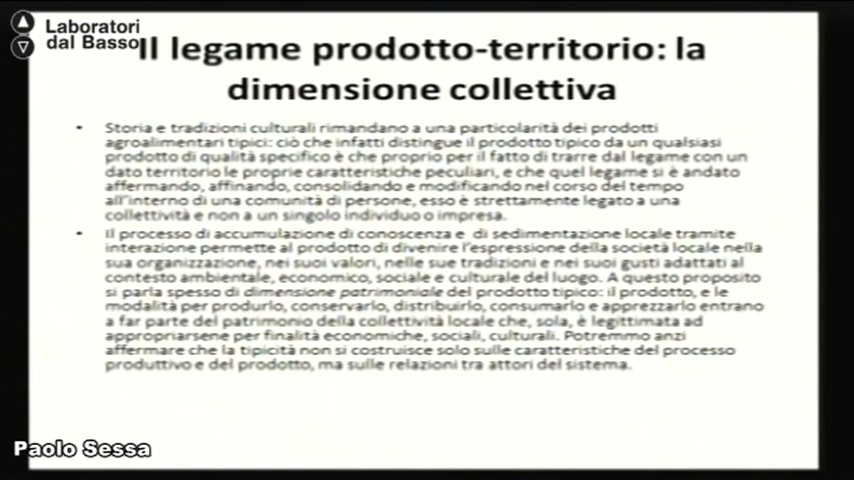 Laboratori
dal Basso
Il legame prodotto-territorio: la
dimensione collettiva
• Storia e tradizioni culturali rimandano a una particolarità dei prodotti
agroalimentari tipici: ciò che infatti distingue il prodotto tipico da un qualsiasi
prodotto di qualità specifico è che proprio per il fatto di trarre dal legame con un
dato territorio le proprie caratteristiche peculiari, e che quel legame si è andato
affermando, affinando, consolidando e modificando nel corso del tempo
all'interno di una comunità di persone, esso è strettamente legato a una
collettività e non a un singolo individuo o impresa.
• Il processo di accumulazione di conoscenza e di sedimentazione locale tramite
interazione permette al prodotto di divenire l'espressione della società locale nella
sua organizzazione, nei suoi valori, nelle sue tradizioni e nei suoi gusti adattati al
contesto ambientale, economico, sociale e culturale del luogo. A questo proposito
si parla spesso di dimensione patrimoniale del prodotto tipico: il prodotto, e le
modalità per produrlo, conservarlo, distribuirlo, consumarlo e apprezzarlo entrano
a far parte del patrimonio della collettività locale che, sola, è legittimata ad
appropriarsene per finalità economiche, sociali, culturali. Potremmo anzi
affermare che la tipicità non si costruisce solo sulle caratteristiche del processo
produttivo e del prodotto, ma sulle relazioni tra attori del sistema.
Paolo Sessa